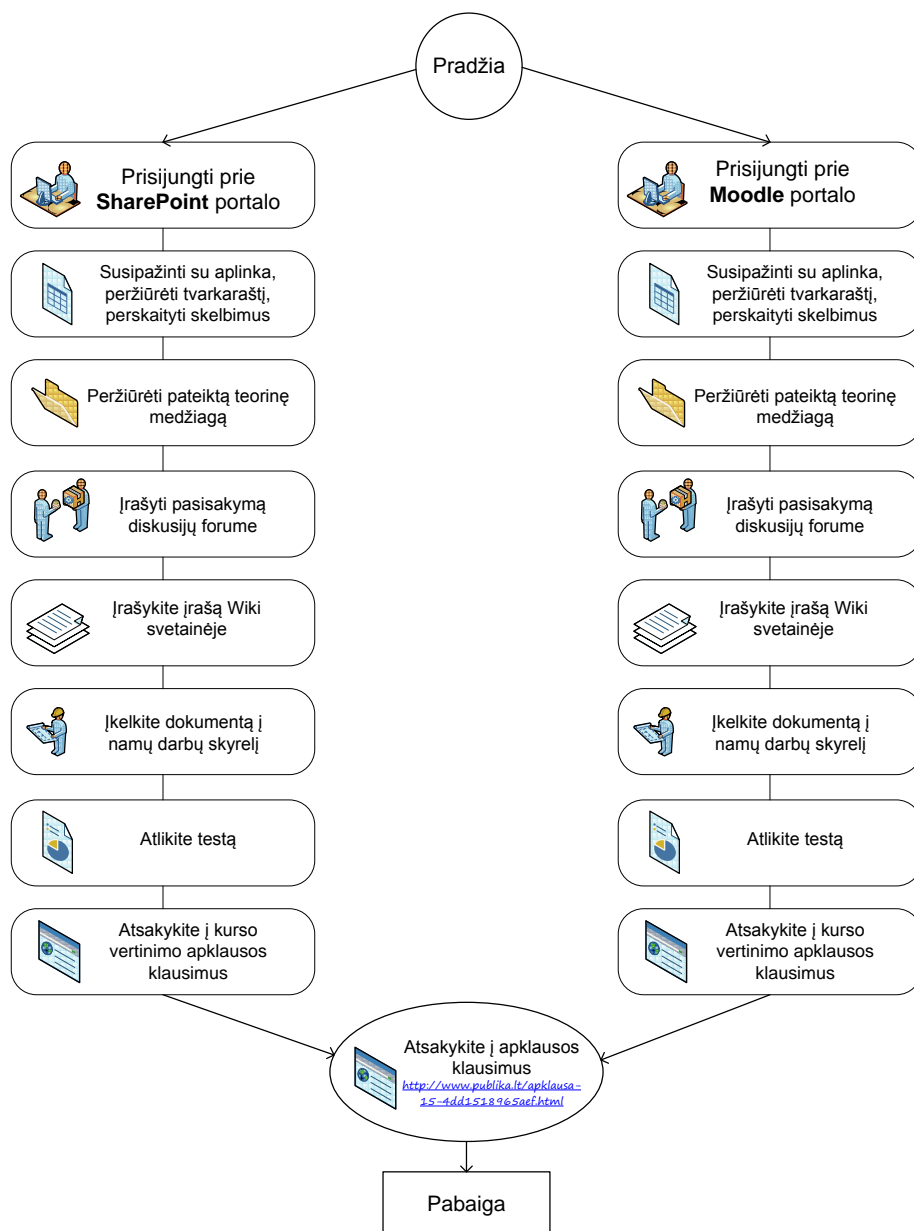 Pradžia
Prisijungti prie
SharePoint portalo
Susipažinti su aplinka,
peržiūrėti tvarkaraštį,
perskaityti skelbimus
Peržiūrėti pateiktą teorinę
medžiagą
Įrašyti pasisakymą
diskusijų forume
Įrašykite įrašą Wiki
svetainėje
Įkelkite dokumentą į
namų darbų skyrelį
Atlikite testą
Atsakykite į kurso
vertinimo apklausos
klausimus
Prisijungti prie
Moodle portalo
Susipažinti su aplinka,
peržiūrėti tvarkaraštį,
perskaityti skelbimus
Peržiūrėti pateiktą teorinę
medžiagą
Įrašyti pasisakymą
diskusijų forume
Įrašykite įrašą Wiki
svetainėje
Įkelkite dokumentą į
namų darbų skyrelį
Atlikite testą
Atsakykite į kurso
vertinimo apklausos
klausimus
Atsakykite į apklausos
klausimus
http://www.publika.lt/apklausa-
15-4dd1518965aef.html
Pabaiga